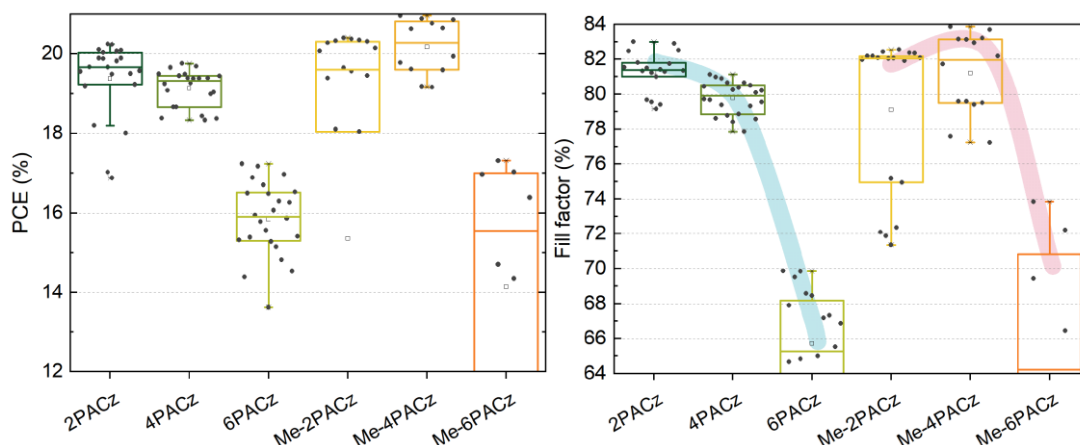 PCE (%)
20
18
16
14
12
2PACz
4PACz
6PACz
Me-2PACz
Me-4PACz
Me-6PACz
Fill factor (%)
84
82
80
78
76
74
72
70
68
66
64
2PACz
4PACz
6PACz
Me-2PACz
Me-4PACz
Me-6PACz